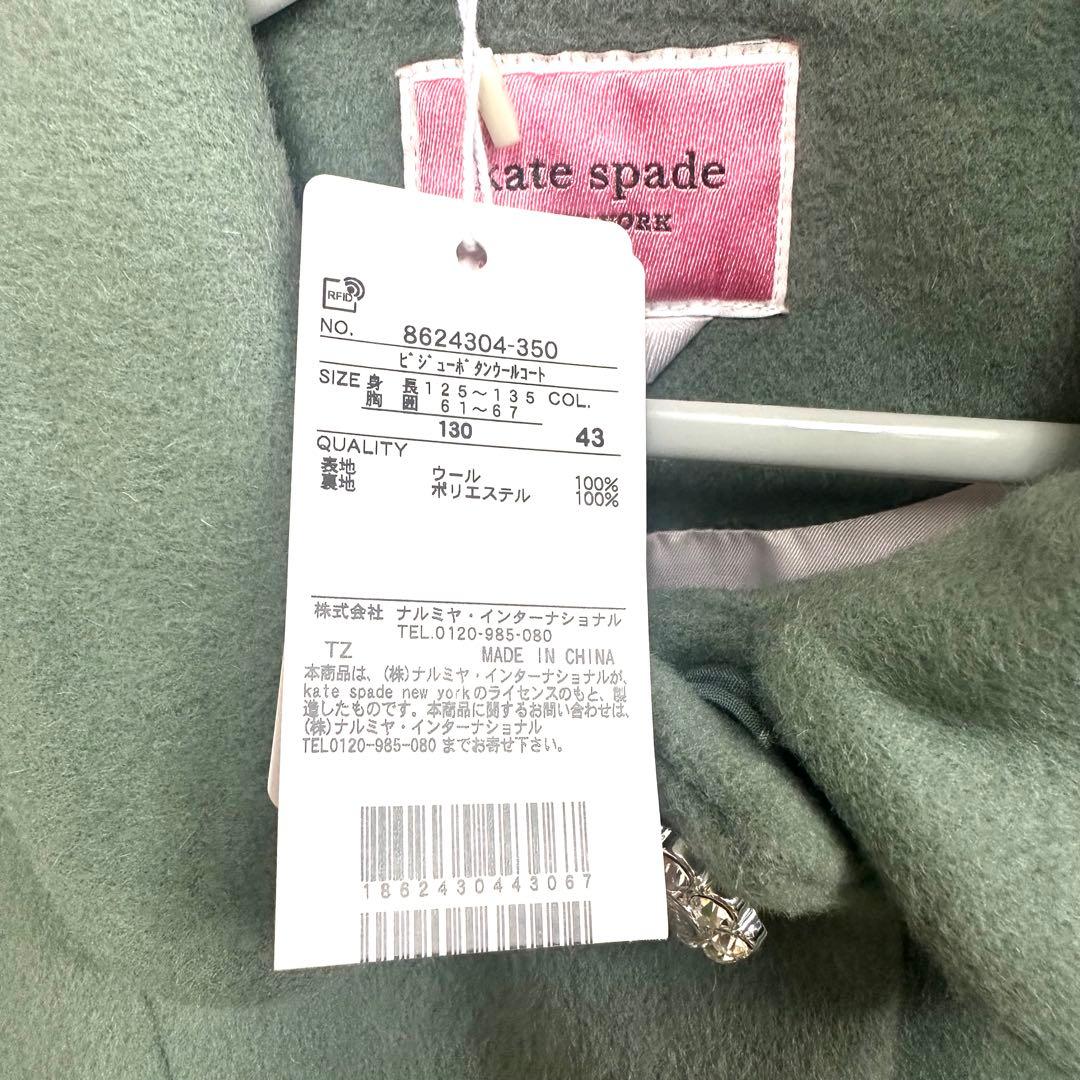 kate spade
YORK
RFID
NO. 8624304-350
ビジューボタンウールコート
SIZE 身長 125~135 COL.
胸囲 61~67
130 43
QUALITY
表地 ウール 100%
裏地 ポリエステル 100%
株式会社 ナルミヤ・インターナショナル
TEL.0120-985-080
TZ MADE IN CHINA
本商品は、(株)ナルミヤ・インターナショナルが、
kate spade new yorkのライセンスのもと、製
造したものです。本商品に関するお問い合わせは、
(株)ナルミヤ・インターナショナル
TEL0120-985-080 までお寄せ下さい。
1862430443067